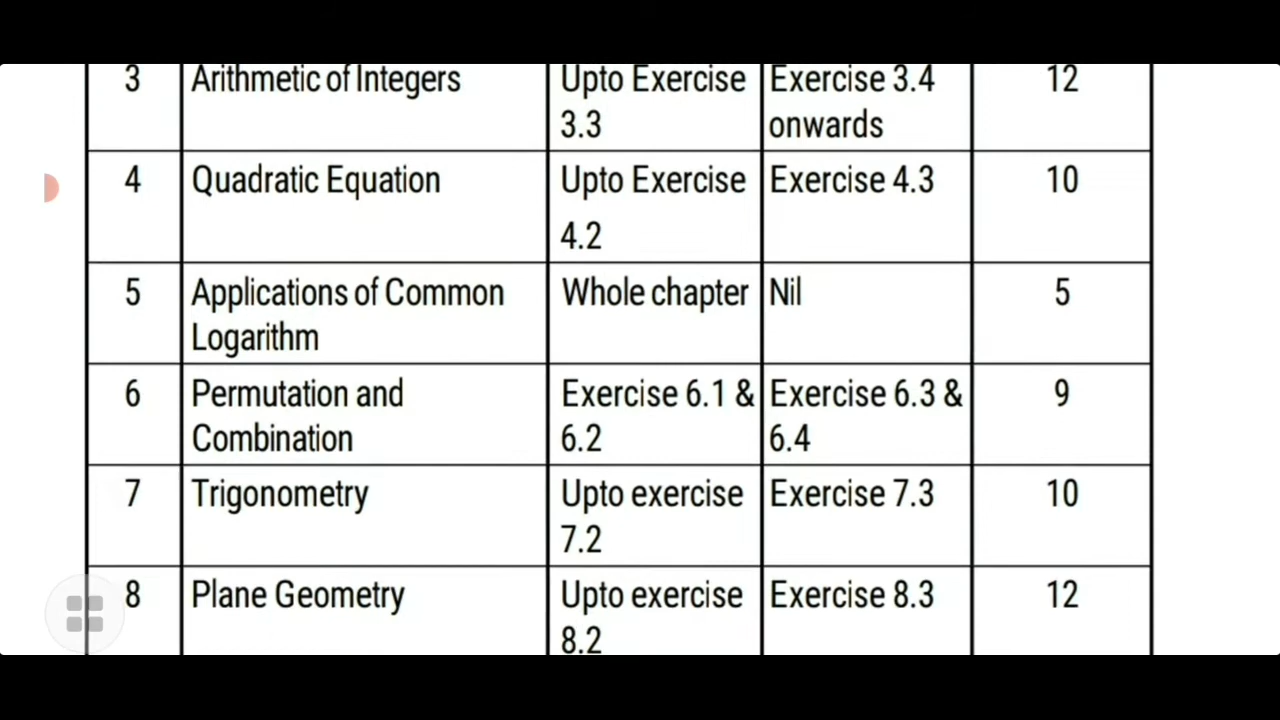 3 Arithmetic of Integers Upto Exercise Exercise 3.4 12
3.3 onwards
4 Quadratic Equation Upto Exercise Exercise 4.3 10
4.2
5 Applications of Common Whole chapter Nil 5
Logarithm
6 Permutation and Exercise 6.1 & Exercise 6.3 & 9
Combination 6.2 6.4
7 Trigonometry Upto exercise Exercise 7.3 10
7.2
8 Plane Geometry Upto exercise Exercise 8.3 12
8.2